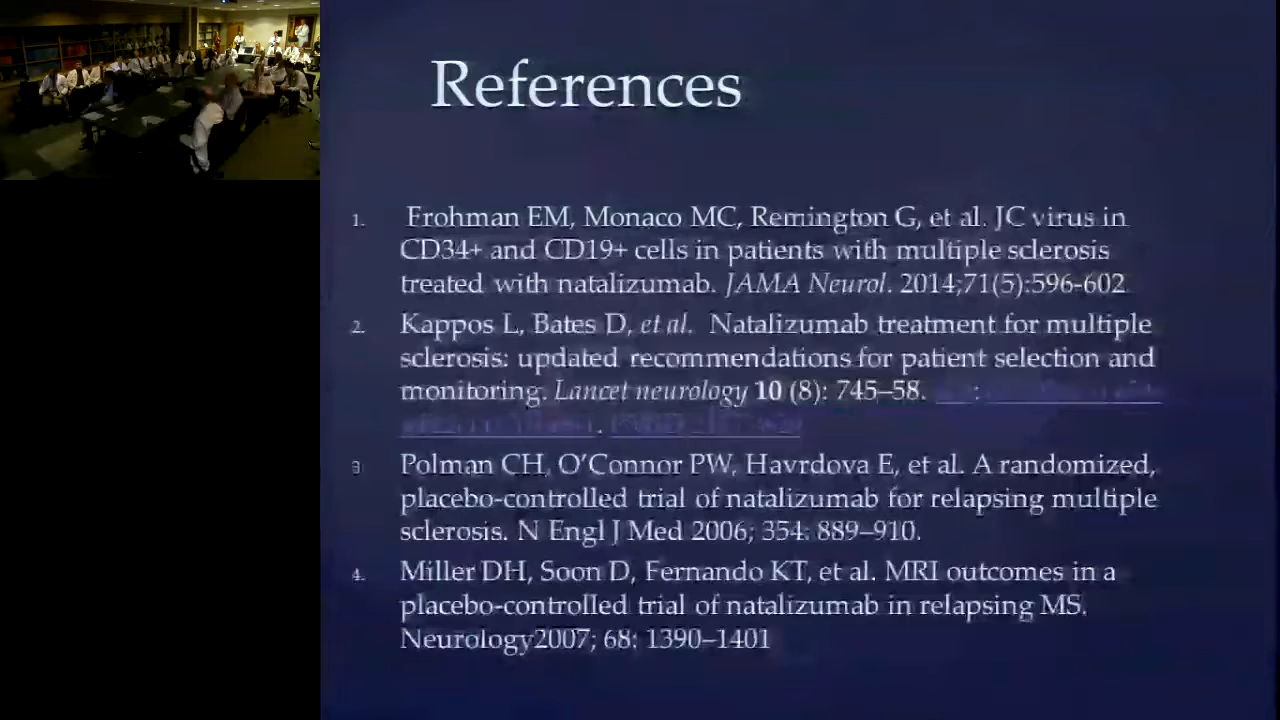 References
1. Frohman EM, Monaco MC, Remington G, et al. JC virus in
CD34+ and CD19+ cells in patients with multiple sclerosis
treated with natalizumab. JAMA Neurol. 2014;71(5):596-602
2. Kappos L, Bates D, et al. Natalizumab treatment for multiple
sclerosis: updated recommendations for patient selection and
monitoring. Lancet neurology 10 (8): 745–58.
3. Polman CH, O’Connor PW, Havrdova E, et al. A randomized,
placebo-controlled trial of natalizumab for relapsing multiple
sclerosis. N Engl J Med 2006; 354: 889–910.
4. Miller DH, Soon D, Fernando KT, et al. MRI outcomes in a
placebo-controlled trial of natalizumab in relapsing MS.
Neurology2007; 68: 1390–1401